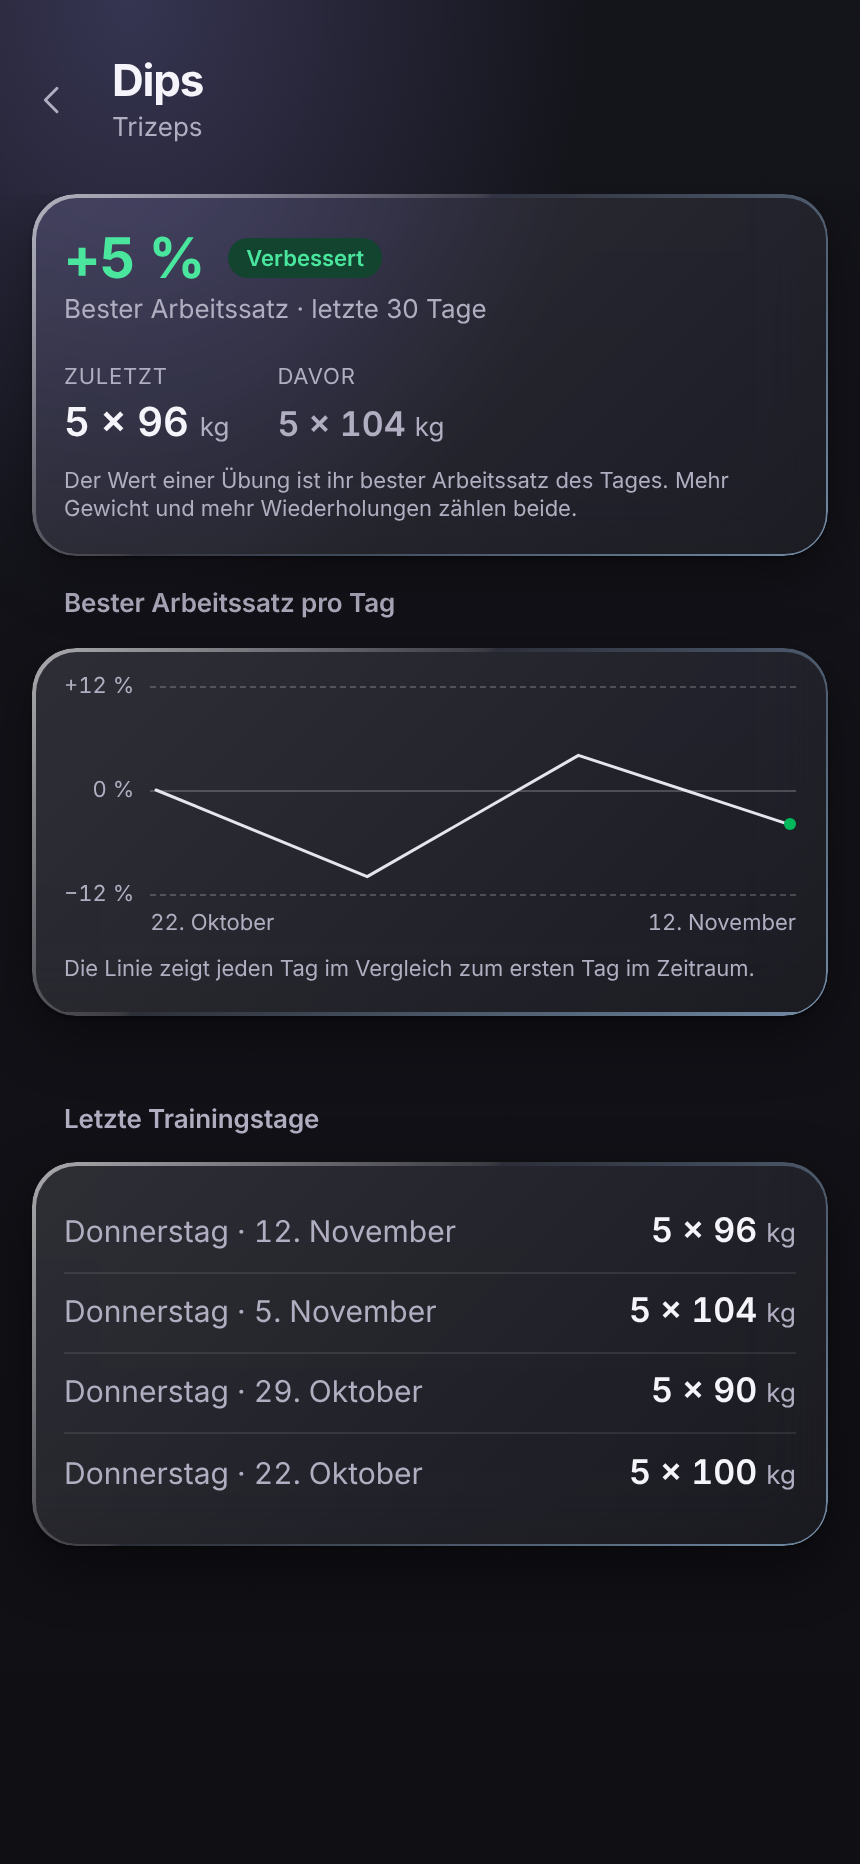 Dips
Trizeps
+5 % Verbessert
Bester Arbeitssatz · letzte 30 Tage
ZULETZT DAVOR
5 × 96 kg 5 × 104 kg
Der Wert einer Übung ist ihr bester Arbeitssatz des Tages. Mehr
Gewicht und mehr Wiederholungen zählen beide.
Bester Arbeitssatz pro Tag
+12 %
0 %
−12 %
22. Oktober 12. November
Die Linie zeigt jeden Tag im Vergleich zum ersten Tag im Zeitraum.
Letzte Trainingstage
Donnerstag · 12. November 5 × 96 kg
Donnerstag · 5. November 5 × 104 kg
Donnerstag · 29. Oktober 5 × 90 kg
Donnerstag · 22. Oktober 5 × 100 kg